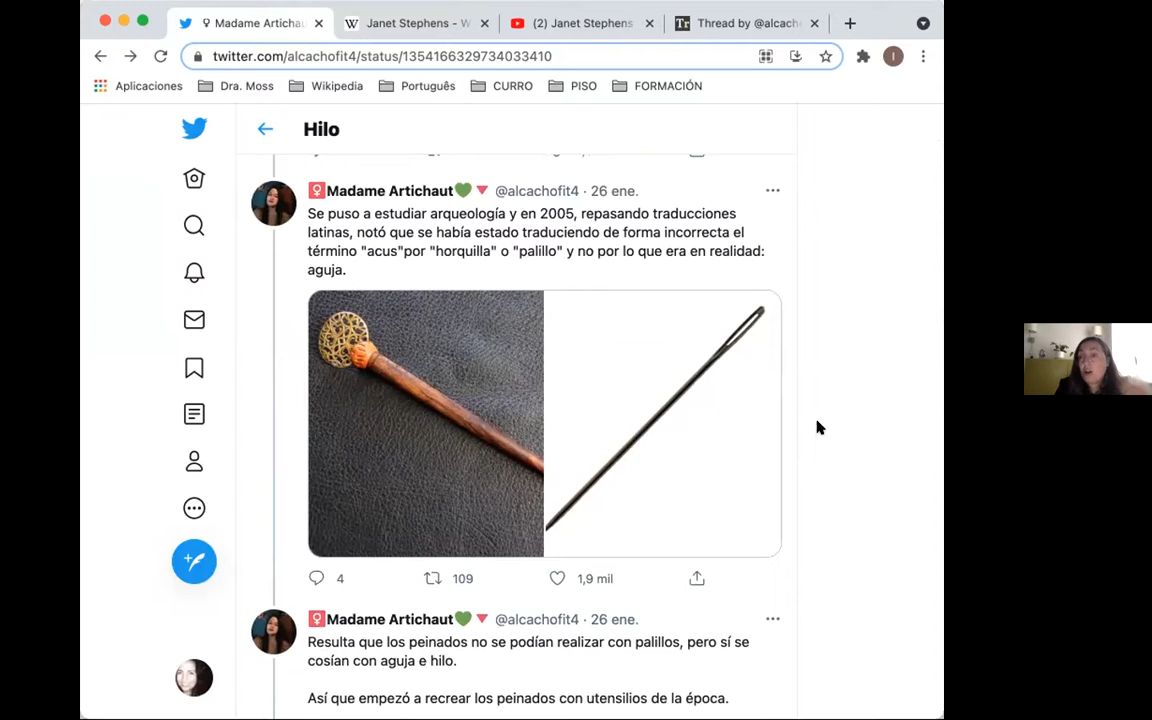 Madame Artichau
Janet Stephens - W
(2) Janet Stephens
Tr
Thread by @alcach
twitter.com/alcachofit4/status/1354166329734033410
I
Aplicaciones
Dra. Moss
Wikipedia
Português
CURRO
PISO
FORMACIÓN
Hilo
Madame Artichaut @alcachofit4 · 26 ene.
Se puso a estudiar arqueología y en 2005, repasando traducciones
latinas, notó que se había estado traduciendo de forma incorrecta el
término "acus"por "horquilla" o "palillo" y no por lo que era en realidad:
aguja.
4
109
1,9 mil
Madame Artichaut @alcachofit4 · 26 ene.
Resulta que los peinados no se podían realizar con palillos, pero sí se
cosían con aguja e hilo.
Así que empezó a recrear los peinados con utensilios de la época.